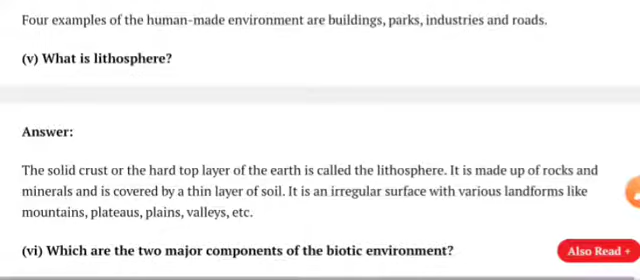 Four examples of the human-made environment are buildings, parks, industries and roads.
(v) What is lithosphere?
Answer:
The solid crust or the hard top layer of the earth is called the lithosphere. It is made up of rocks and
minerals and is covered by a thin layer of soil. It is an irregular surface with various landforms like
mountains, plateaus, plains, valleys, etc.
(vi) Which are the two major components of the biotic environment?
Also Read +